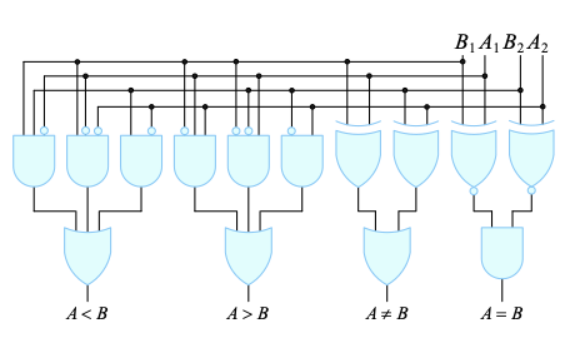 B₁ A₁ B₂ A₂
A < B
A > B
A ≠ B
A = B